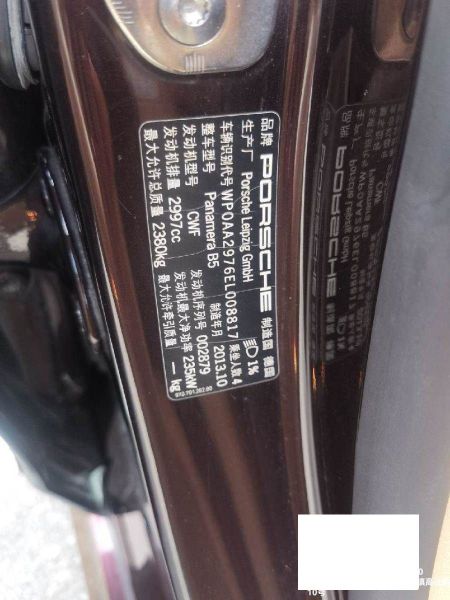 品牌 PORSCHE 制造国 德国
生产厂 Porsche Leipzig GmbH 1%
车辆识别代号 WP0AA2976EL008817 乘坐人数 4
整车型号 Panamera B5 制造年月 2013.10
发动机型号 CWF 发动机序列号 002879
发动机排量 2997cc 发动机最大净功率 235kW
最大允许总质量 2380kg 最大允许牵引质量 — kg